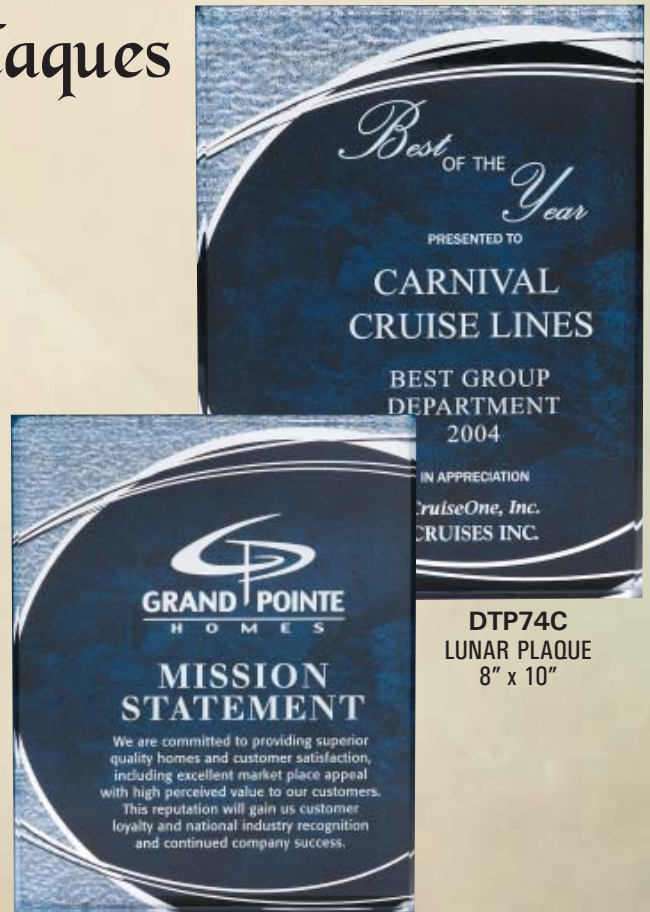 Best
OF THE
Year
PRESENTED TO
CARNIVAL
CRUISE LINES
BEST GROUP
DEPARTMENT
2004
IN APPRECIATION
Inc.
CRUISES INC.
DTP74C
LUNAR PLAQUE
8” x 10”
GRAND POINTE
HOMES
MISSION
STATEMENT
We are committed to providing superior
quality homes and customer satisfaction,
including excellent market place appeal
with high perceived value to our customers.
This reputation will gain us customer
loyalty and national industry recognition
and continued company success.